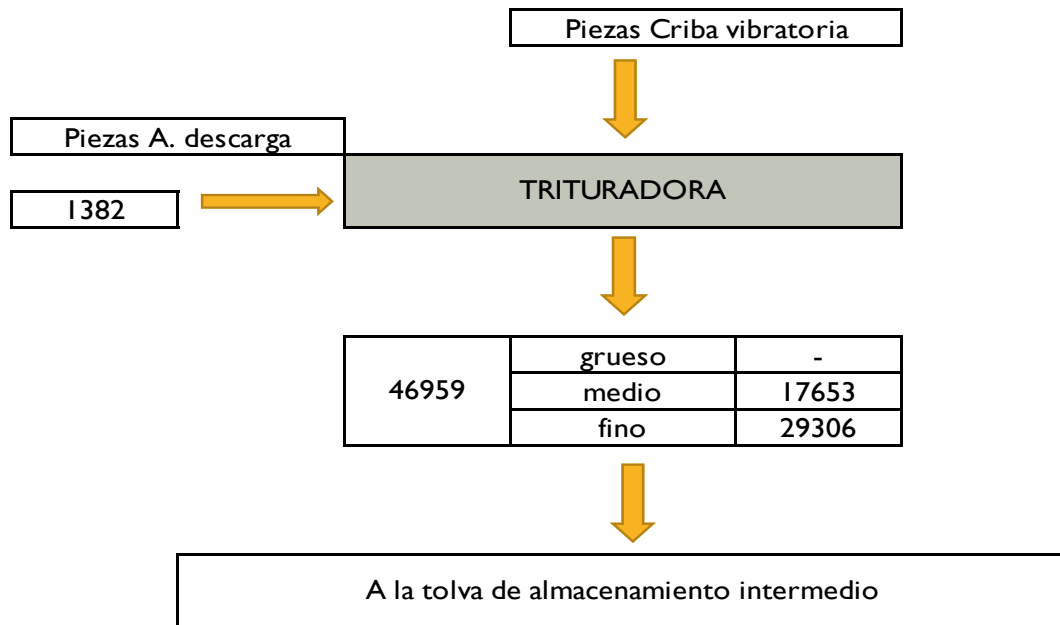 Piezas Criba vibratoria
Piezas A. descarga
TRITURADORA
1382
grueso -
46959 medio 17653
fino 29306
A la tolva de almacenamiento intermedio